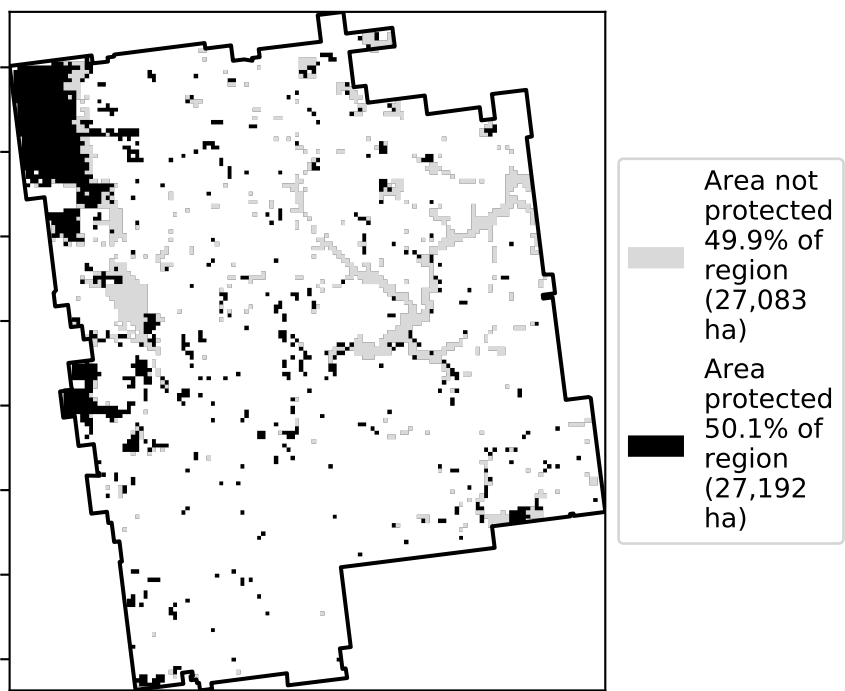 Area not
protected
49.9% of
region
(27,083
ha)
Area
protected
50.1% of
region
(27,192
ha)